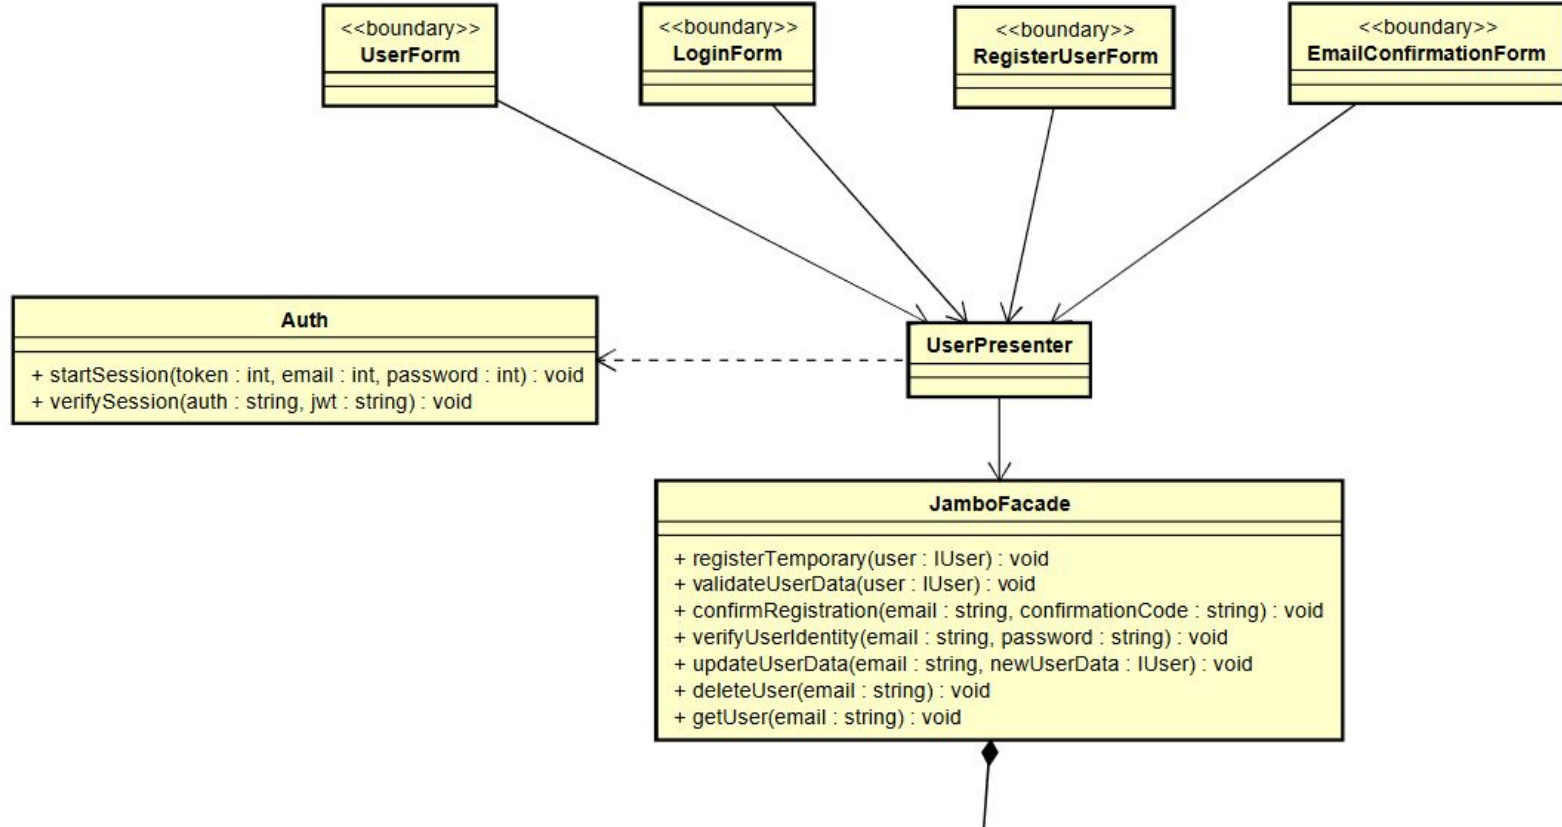 <<boundary>>
UserForm
<<boundary>>
LoginForm
<<boundary>>
RegisterUserForm
<<boundary>>
EmailConfirmationForm
Auth
+ startSession(token : int, email : int, password : int) : void
+ verifySession(auth : string, jwt : string) : void
UserPresenter
JamboFacade
+ registerTemporary(user : IUser) : void
+ validateUserData(user : IUser) : void
+ confirmRegistration(email : string, confirmationCode : string) : void
+ verifyUserIdentity(email : string, password : string) : void
+ updateUserData(email : string, newUserData : IUser) : void
+ deleteUser(email : string) : void
+ getUser(email : string) : void